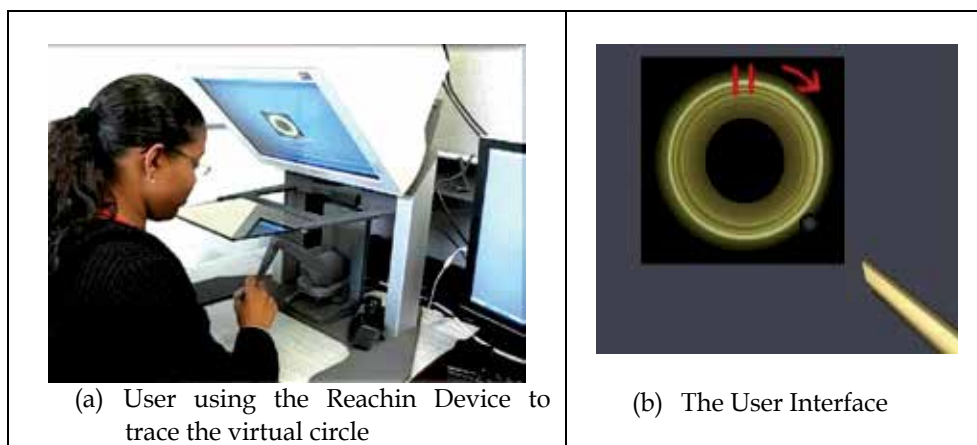 (a) User using the Reachin Device to
trace the virtual circle
(b) The User Interface